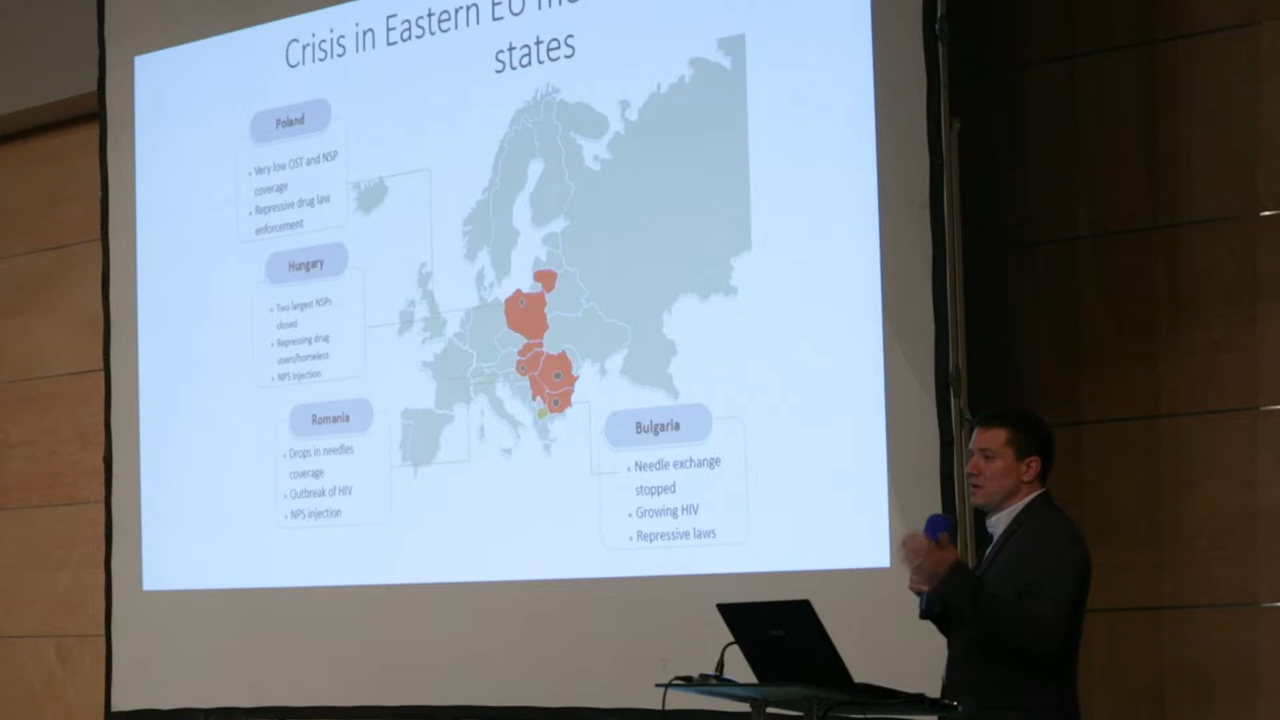 Crisis in Eastern EU
states
Poland
• Very low OST and NSP
coverage
• Repressive drug law
enforcement
Hungary
• Two largest NSPs
closed
• Repressing drug
users/homeless
• NPS injection
Romania
• Drops in needles
coverage
• Outbreak of HIV
• NPS injection
Bulgaria
• Needle exchange
stopped
• Growing HIV
• Repressive laws